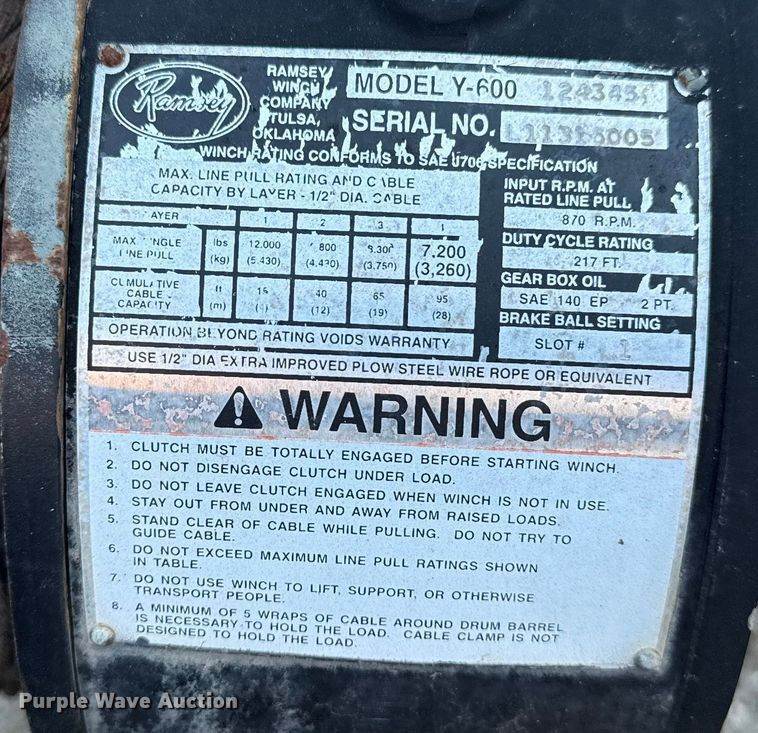 Ramsey
RAMSEY
WINCH
COMPANY
TULSA,
OKLAHOMA
MODEL Y-600
SERIAL NO.
WINCH RATING CONFORMS TO SAE J706 SPECIFICATION
MAX. LINE PULL RATING AND CABLE
CAPACITY BY LAYER - 1/2" DIA. CABLE
LAYER 1 2 3
MAX. SINGLE LINE PULL
lbs 12,000 7,200
(kg) (5,430) (3,750) (3,260)
CUMULATIVE CABLE CAPACITY
ft 40 65 95
(m) (12) (19) (28)
OPERATION BEYOND RATING VOIDS WARRANTY
INPUT R.P.M. AT
RATED LINE PULL
870 R.P.M.
DUTY CYCLE RATING
217 FT.
GEAR BOX OIL
SAE 140 EP 2 PT.
BRAKE BALL SETTING
SLOT #
USE 1/2" DIA EXTRA IMPROVED PLOW STEEL WIRE ROPE OR EQUIVALENT
WARNING
1. CLUTCH MUST BE TOTALLY ENGAGED BEFORE STARTING WINCH.
2. DO NOT DISENGAGE CLUTCH UNDER LOAD.
3. DO NOT LEAVE CLUTCH ENGAGED WHEN WINCH IS NOT IN USE.
4. STAY OUT FROM UNDER AND AWAY FROM RAISED LOADS.
5. STAND CLEAR OF CABLE WHILE PULLING. DO NOT TRY TO
GUIDE CABLE.
6. DO NOT EXCEED MAXIMUM LINE PULL RATINGS SHOWN
IN TABLE.
7. DO NOT USE WINCH TO LIFT, SUPPORT, OR OTHERWISE
TRANSPORT PEOPLE.
8. A MINIMUM OF 5 WRAPS OF CABLE AROUND DRUM BARREL
IS NECESSARY TO HOLD THE LOAD. CABLE CLAMP IS NOT
DESIGNED TO HOLD THE LOAD.
Purple Wave Auction